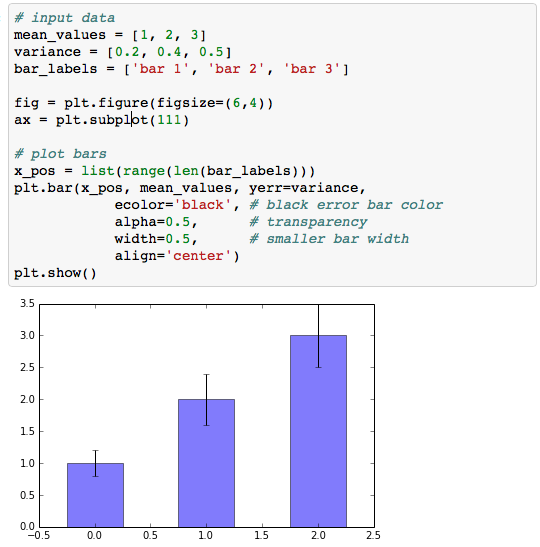 # input data
mean_values = [1, 2, 3]
variance = [0.2, 0.4, 0.5]
bar_labels = ['bar 1', 'bar 2', 'bar 3']
fig = plt.figure(figsize=(6,4))
ax = plt.subplot(111)
# plot bars
x_pos = list(range(len(bar_labels)))
plt.bar(x_pos, mean_values, yerr=variance,
ecolor='black', # black error bar color
alpha=0.5, # transparency
width=0.5, # smaller bar width
align='center')
plt.show()
3.5
3.0
2.5
2.0
1.5
1.0
0.5
0.0
−0.5 0.0 0.5 1.0 1.5 2.0 2.5